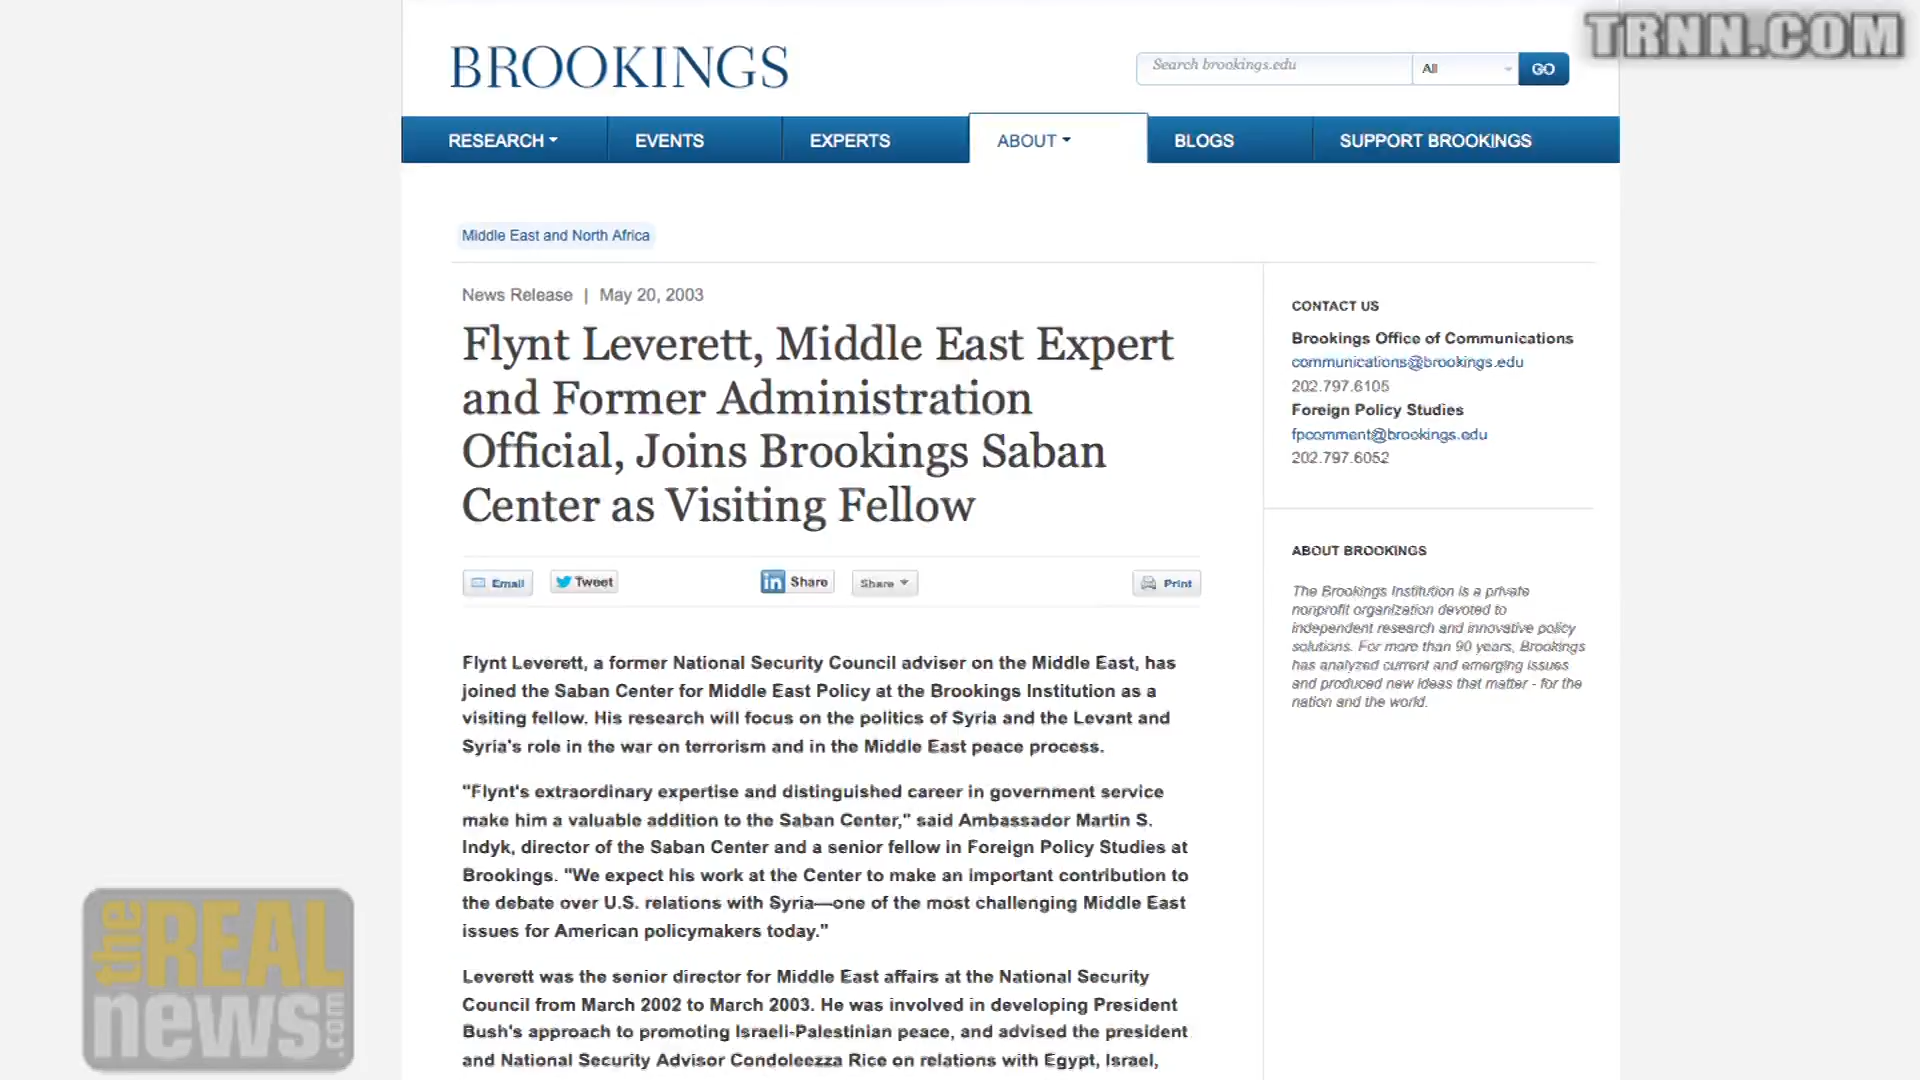 TRNN.COM
BROOKINGS
Search brookings.edu
All
GO
RESEARCH
EVENTS
EXPERTS
ABOUT
BLOGS
SUPPORT BROOKINGS
Middle East and North Africa
News Release | May 20, 2003
Flynt Leverett, Middle East Expert
and Former Administration
Official, Joins Brookings Saban
Center as Visiting Fellow
Email
Tweet
Share
Share
Print
Flynt Leverett, a former National Security Council adviser on the Middle East, has
joined the Saban Center for Middle East Policy at the Brookings Institution as a
visiting fellow. His research will focus on the politics of Syria and the Levant and
Syria's role in the war on terrorism and in the Middle East peace process.
"Flynt's extraordinary expertise and distinguished career in government service
make him a valuable addition to the Saban Center," said Ambassador Martin S.
Indyk, director of the Saban Center and a senior fellow in Foreign Policy Studies at
Brookings. "We expect his work at the Center to make an important contribution to
the debate over U.S. relations with Syria—one of the most challenging Middle East
issues for American policymakers today."
Leverett was the senior director for Middle East affairs at the National Security
Council from March 2002 to March 2003. He was involved in developing President
Bush's approach to promoting Israeli-Palestinian peace, and advised the president
and National Security Advisor Condoleezza Rice on relations with Egypt, Israel,
CONTACT US
Brookings Office of Communications
communications@brookings.edu
202.797.6105
Foreign Policy Studies
fpcomment@brookings.edu
202.797.6052
ABOUT BROOKINGS
The Brookings Institution is a private
nonprofit organization devoted to
independent research and innovative policy
solutions. For more than 90 years, Brookings
has analyzed current and emerging issues
and produced new ideas that matter - for the
nation and the world.
the REAL
news.com